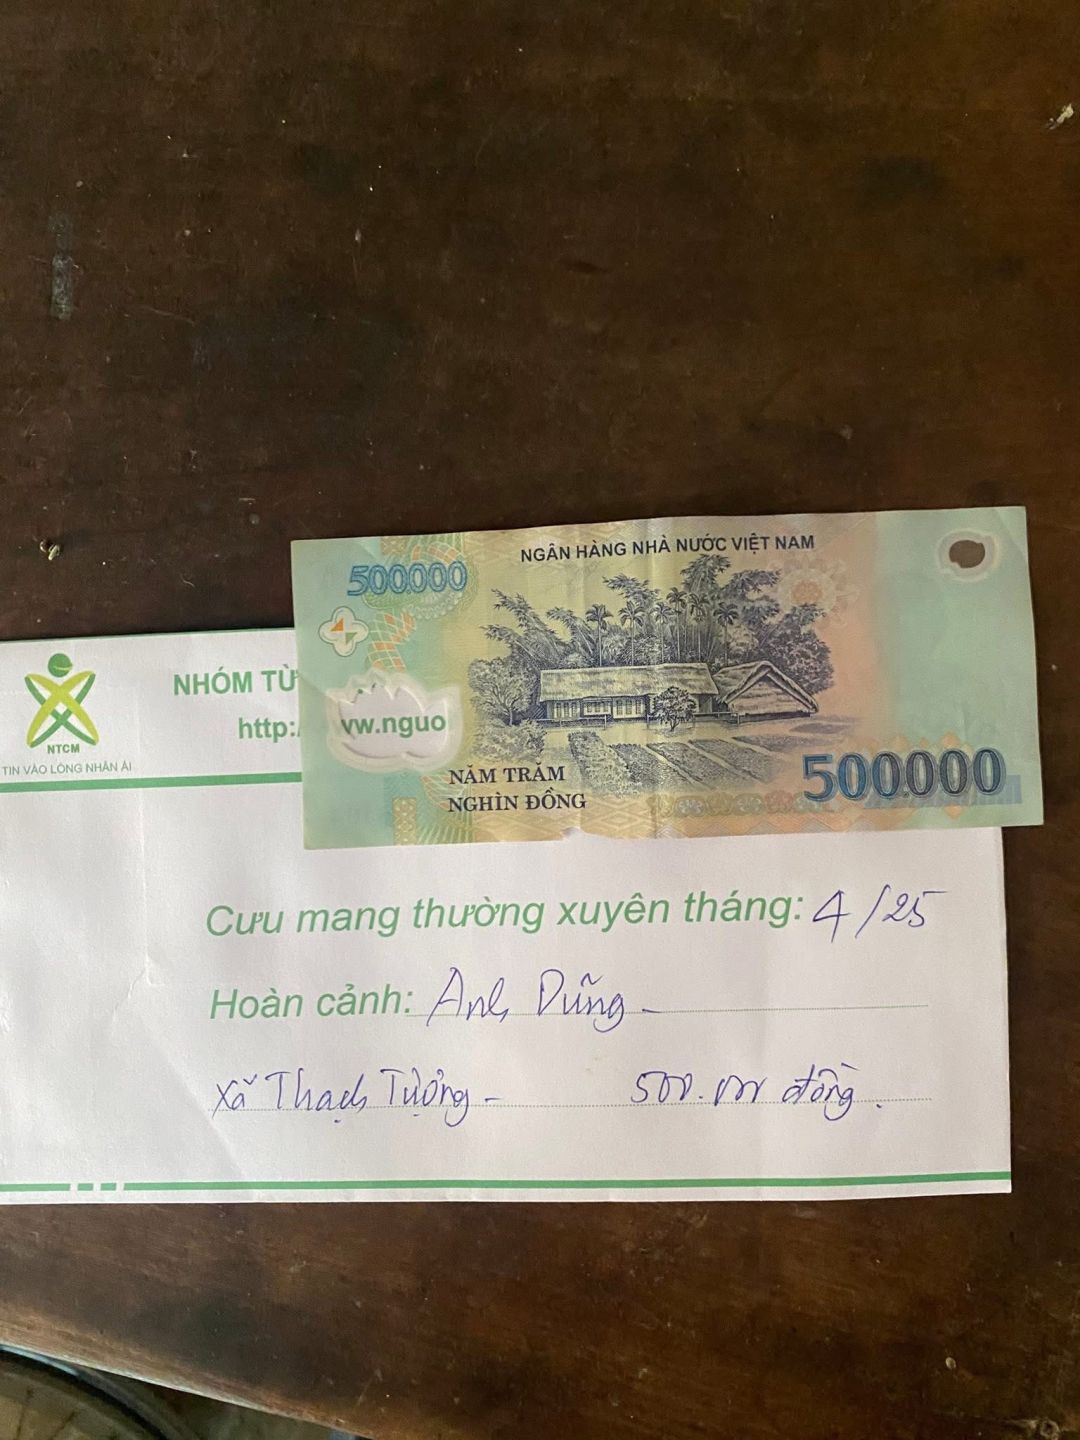 NGÂN HÀNG NHÀ NƯỚC VIỆT NAM
500000
NHÓM TỪ
http:/
ww.nguo
NTCM
TIN VÀO LÒNG NHÂN ÁI
NĂM TRĂM
NGHÌN ĐỒNG
500000
Cưu mang thường xuyên tháng: 4/25
Hoàn cảnh: Anh Dũng -
Xã Thạch Tượng - 500.000 đồng.